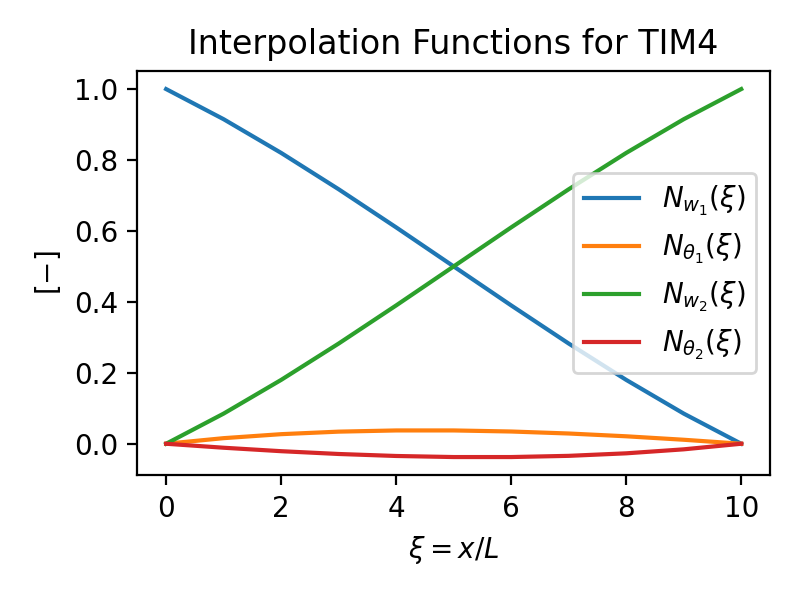 Interpolation Functions for TIM4
1.0
0.8
0.6
0.4
0.2
0.0
[−]
N_{w_1}(ξ)
N_{θ_1}(ξ)
N_{w_2}(ξ)
N_{θ_2}(ξ)
0 2 4 6 8 10
ξ = x/L